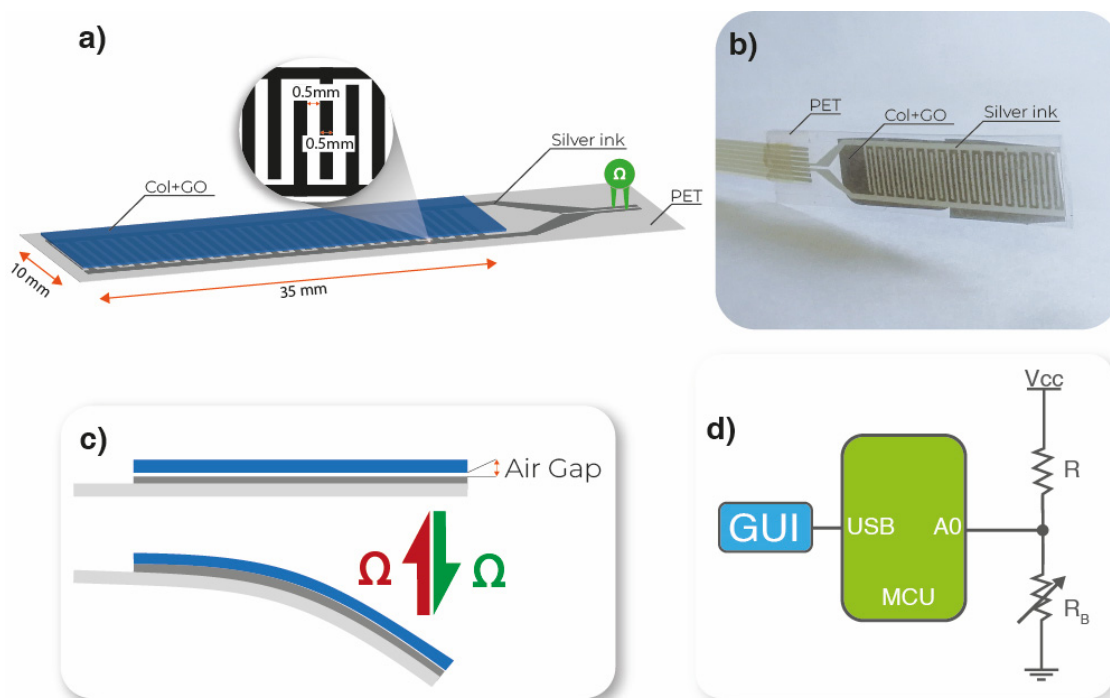 a)
0.5mm
0.5mm
Silver ink
Ω
Col+GO
PET
10 mm
35 mm
b)
PET
Col+GO
Silver ink
c)
Air Gap
Ω
Ω
d)
Vcc
R
GUI
USB
A0
MCU
R_B